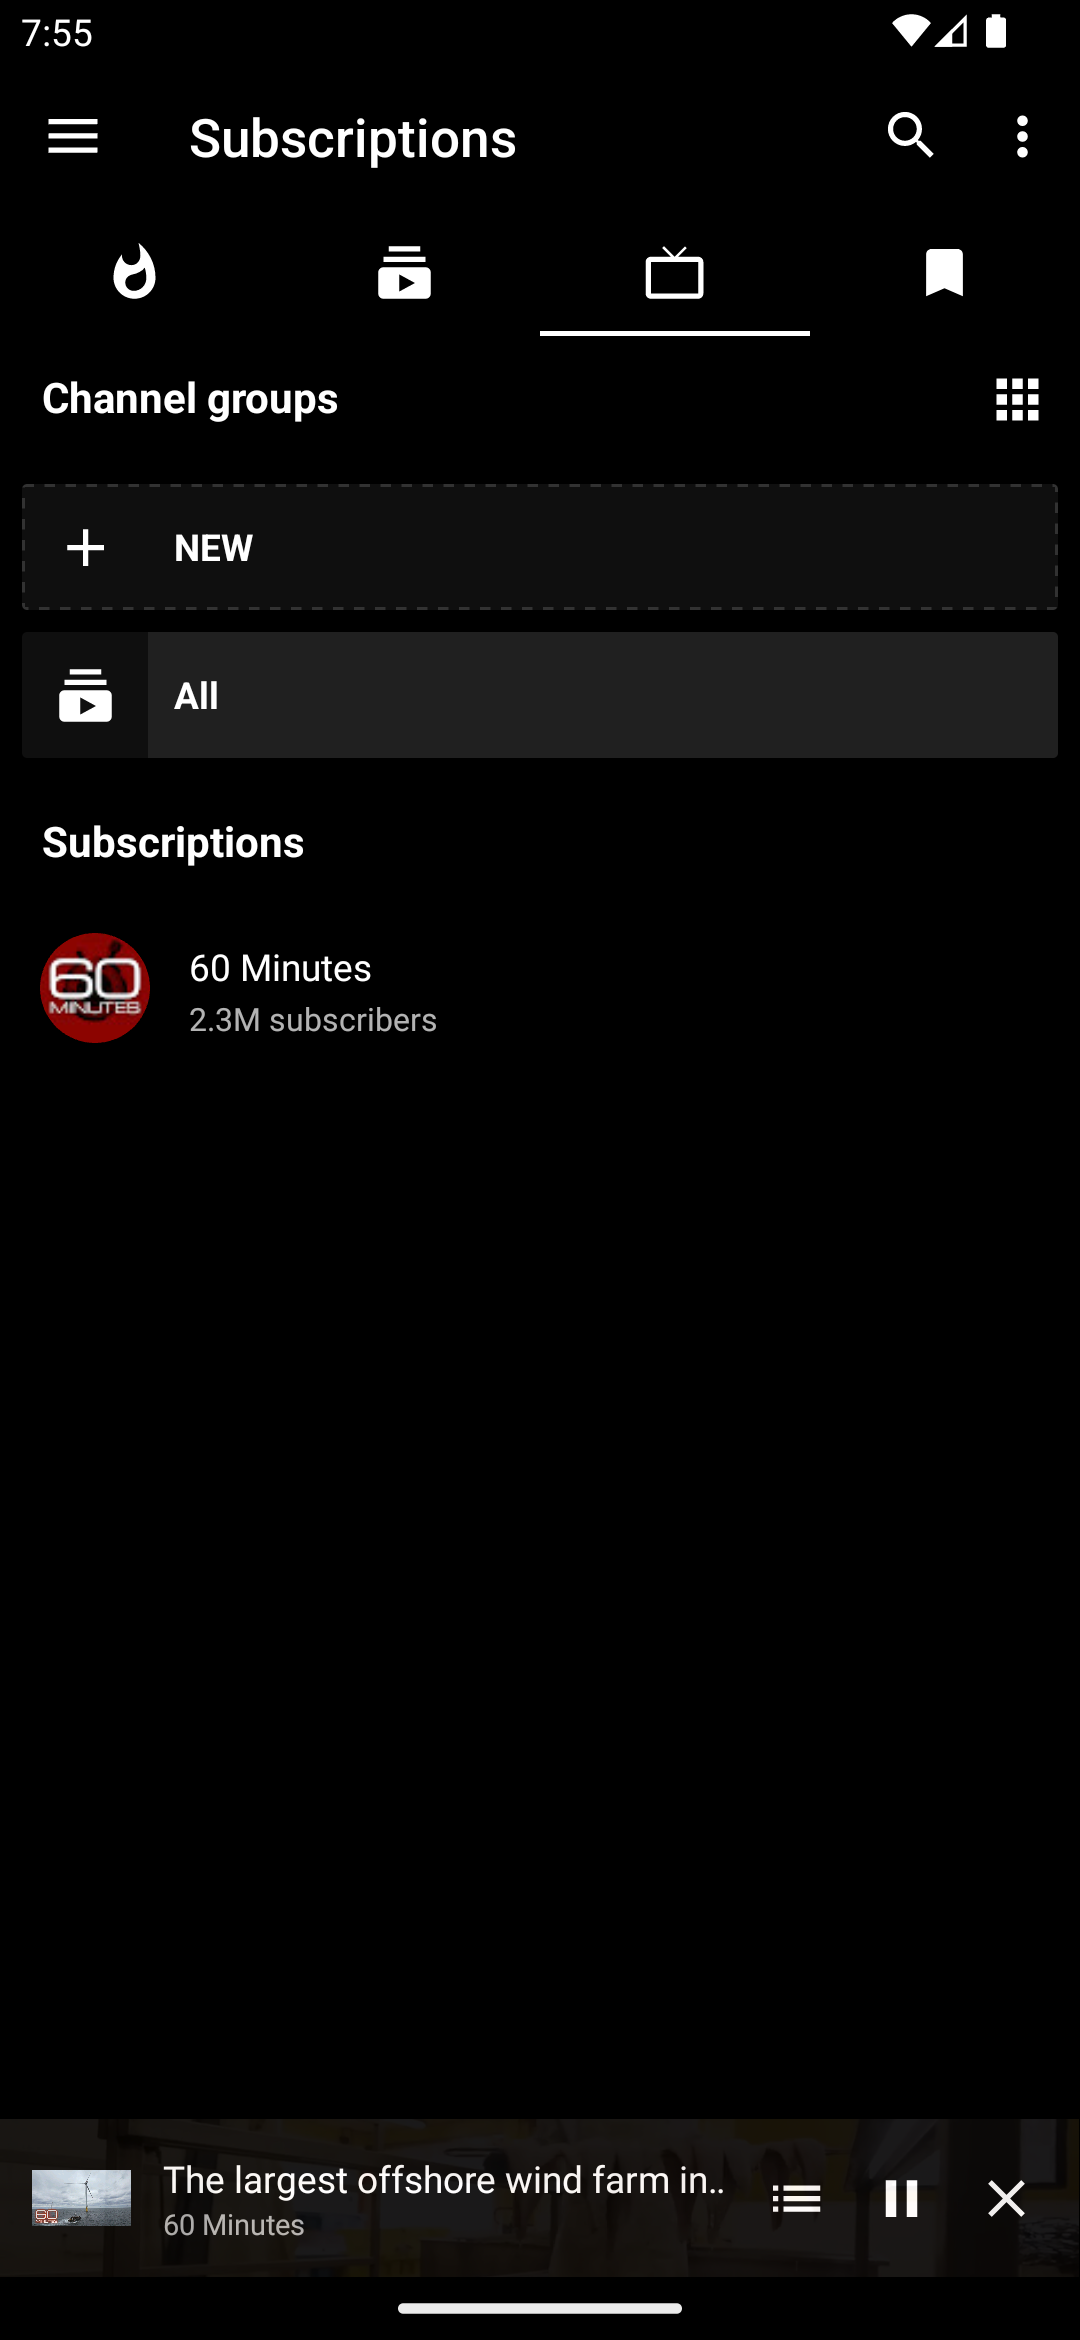 7:55
Subscriptions
Channel groups
NEW
All
Subscriptions
60
MINUTES
60 Minutes
2.3M subscribers
The largest offshore wind farm in..
60
60 Minutes